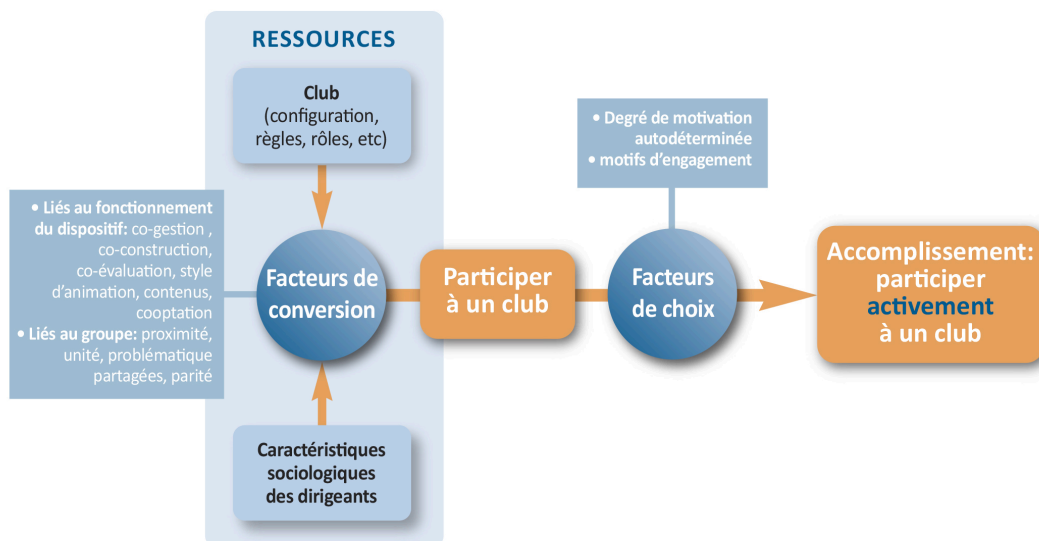 RESSOURCES
Club
(configuration,
règles, rôles, etc)
• Liés au fonctionnement
du dispositif: co-gestion ,
co-construction,
co-évaluation, style
d'animation, contenus,
cooptation
• Liés au groupe: proximité,
unité, problématique
partagées, parité
Facteurs de
conversion
Caractéristiques
sociologiques
des dirigeants
Participer
à un club
• Degré de motivation
autodéterminée
• motifs d'engagement
Facteurs
de choix
Accomplissement:
participer
activement
à un club